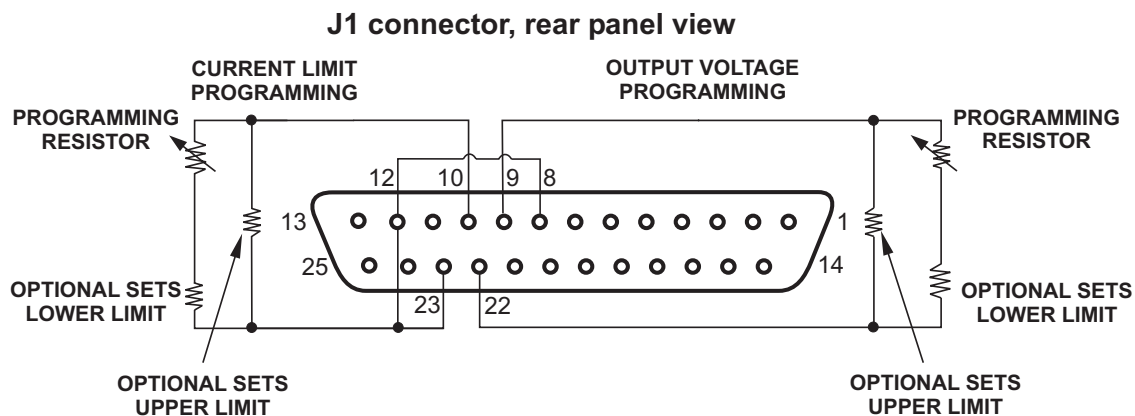 J1 connector, rear panel view
CURRENT LIMIT
PROGRAMMING
OUTPUT VOLTAGE
PROGRAMMING
PROGRAMMING
RESISTOR
PROGRAMMING
RESISTOR
12 10 9 8
13
1
25
14
23 22
OPTIONAL SETS
LOWER LIMIT
OPTIONAL SETS
LOWER LIMIT
OPTIONAL SETS
UPPER LIMIT
OPTIONAL SETS
UPPER LIMIT